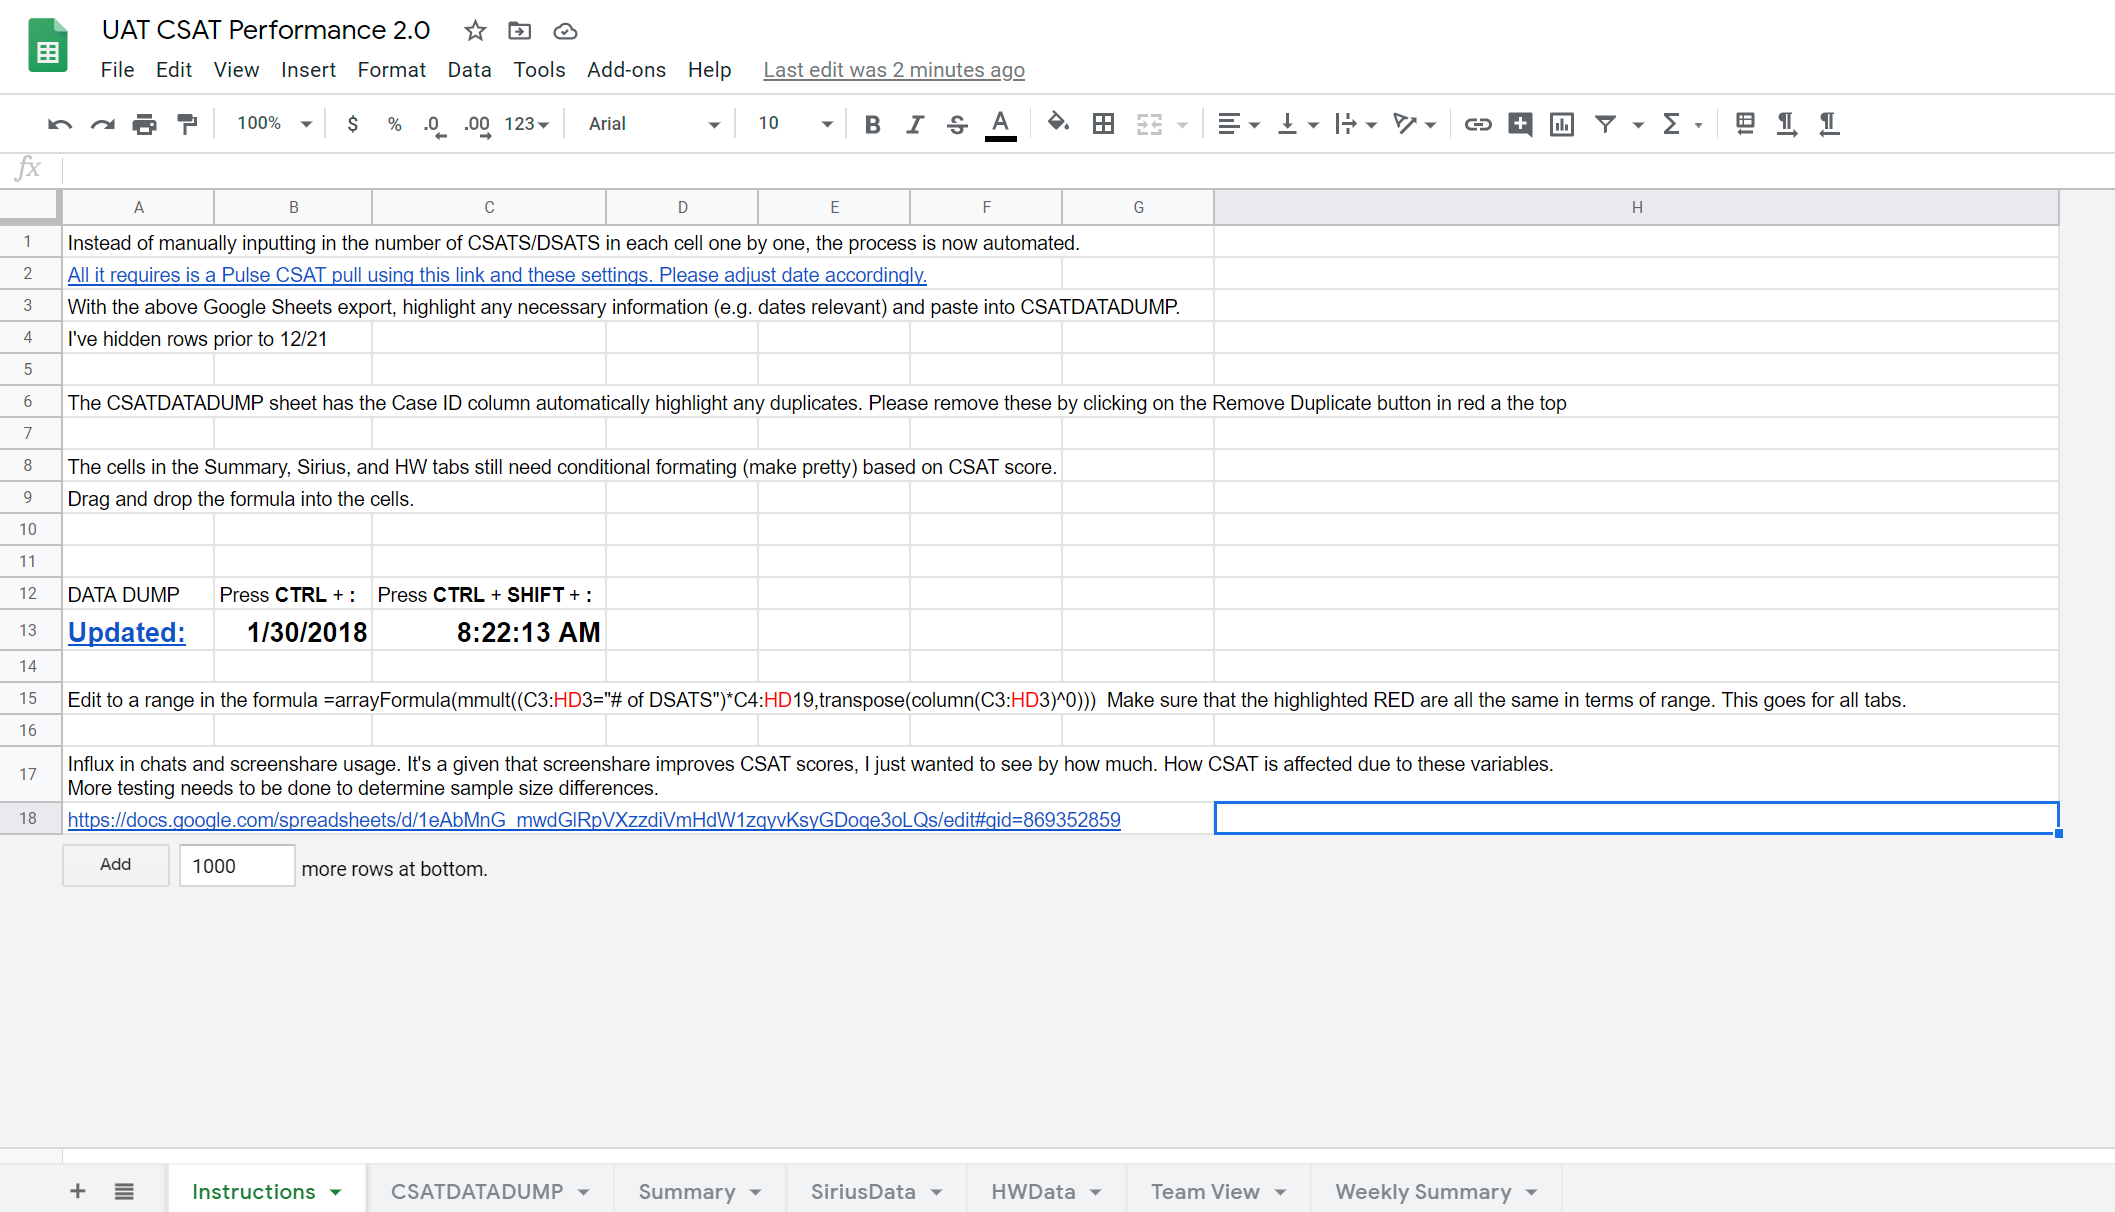 UAT CSAT Performance 2.0
File Edit View Insert Format Data Tools Add-ons Help Last edit was 2 minutes ago
100% $ % .0 .00 123 Arial 10 B I S A
fx
A B C D E F G H
1 Instead of manually inputting in the number of CSATS/DSATS in each cell one by one, the process is now automated.
2 All it requires is a Pulse CSAT pull using this link and these settings. Please adjust date accordingly.
3 With the above Google Sheets export, highlight any necessary information (e.g. dates relevant) and paste into CSATDATADUMP.
4 I've hidden rows prior to 12/21
5
6 The CSATDATADUMP sheet has the Case ID column automatically highlight any duplicates. Please remove these by clicking on the Remove Duplicate button in red a the top
7
8 The cells in the Summary, Sirius, and HW tabs still need conditional formating (make pretty) based on CSAT score.
9 Drag and drop the formula into the cells.
10
11
12 DATA DUMP Press CTRL + : Press CTRL + SHIFT + :
13 Updated: 1/30/2018 8:22:13 AM
14
15 Edit to a range in the formula =arrayFormula(mmult((C3:HD3="# of DSATS")*C4:HD19,transpose(column(C3:HD3)^0))) Make sure that the highlighted RED are all the same in terms of range. This goes for all tabs.
16
17 Influx in chats and screenshare usage. It's a given that screenshare improves CSAT scores, I just wanted to see by how much. How CSAT is affected due to these variables.
More testing needs to be done to determine sample size differences.
18 https://docs.google.com/spreadsheets/d/1eAbMnG_mwdGlRpVXzzdiVmHdW1zqyvKsyGDoqe3oLQs/edit#gid=869352859
Add 1000 more rows at bottom.
+ Instructions CSATDATADUMP Summary SiriusData HWData Team View Weekly Summary